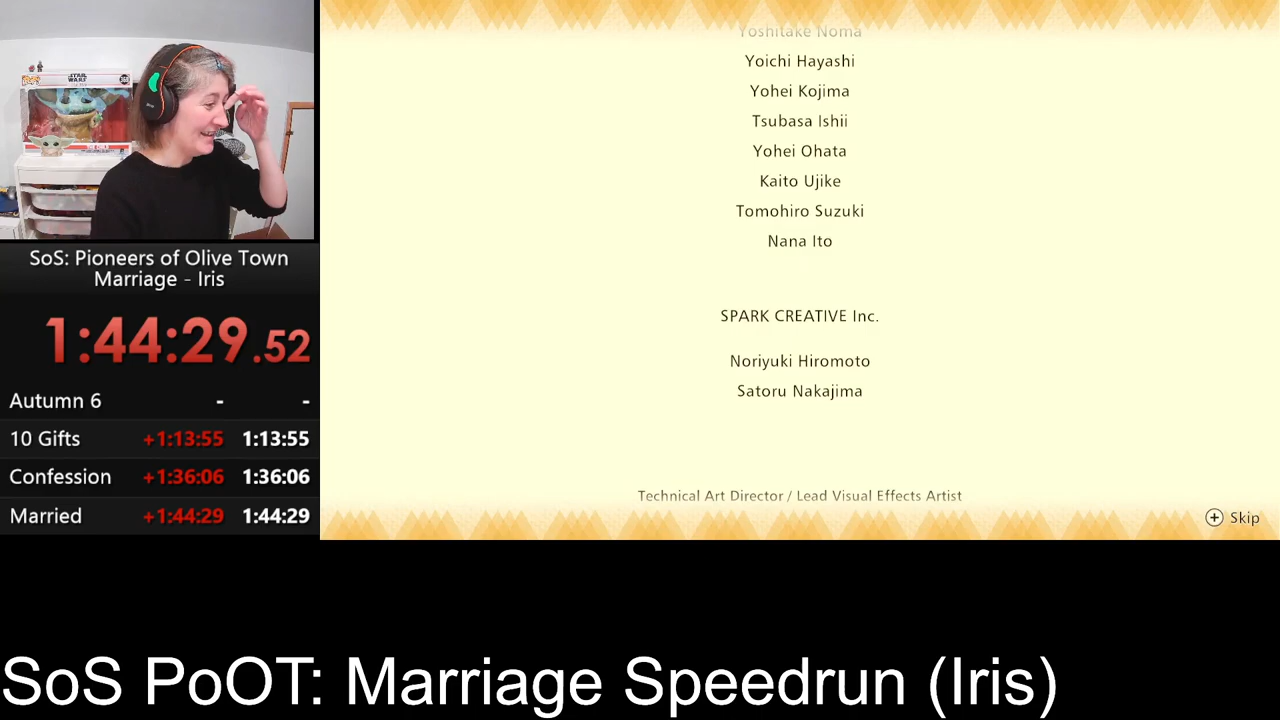 STAR WARS
SoS: Pioneers of Olive Town
Marriage - Iris
1:44:29.52
Autumn 6 - -
10 Gifts +1:13:55 1:13:55
Confession +1:36:06 1:36:06
Married +1:44:29 1:44:29
Yoshitake Noma
Yoichi Hayashi
Yohei Kojima
Tsubasa Ishii
Yohei Ohata
Kaito Ujike
Tomohiro Suzuki
Nana Ito
SPARK CREATIVE Inc.
Noriyuki Hiromoto
Satoru Nakajima
Technical Art Director / Lead Visual Effects Artist
+ Skip
SoS PoOT: Marriage Speedrun (Iris)